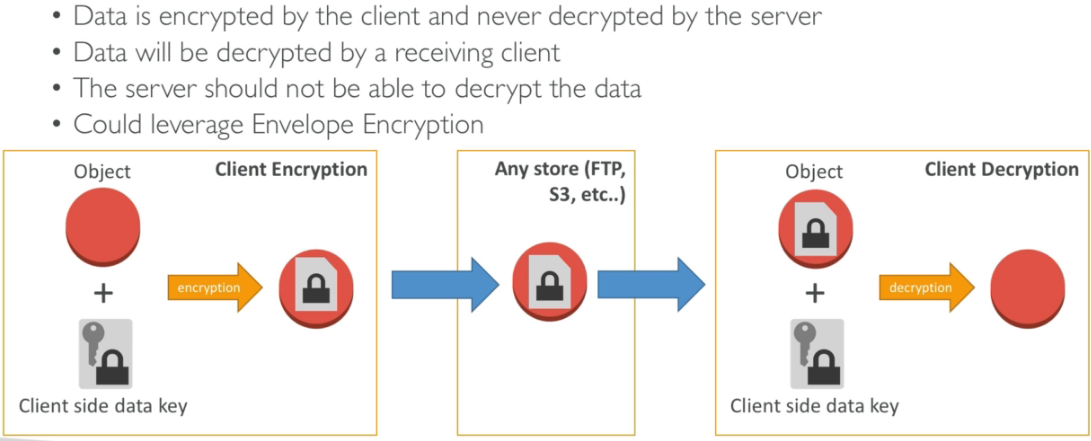 • Data is encrypted by the client and never decrypted by the server
• Data will be decrypted by a receiving client
• The server should not be able to decrypt the data
• Could leverage Envelope Encryption
Object
Client Encryption
encryption
+
Client side data key
Any store (FTP,
S3, etc..)
Object
Client Decryption
decryption
+
Client side data key